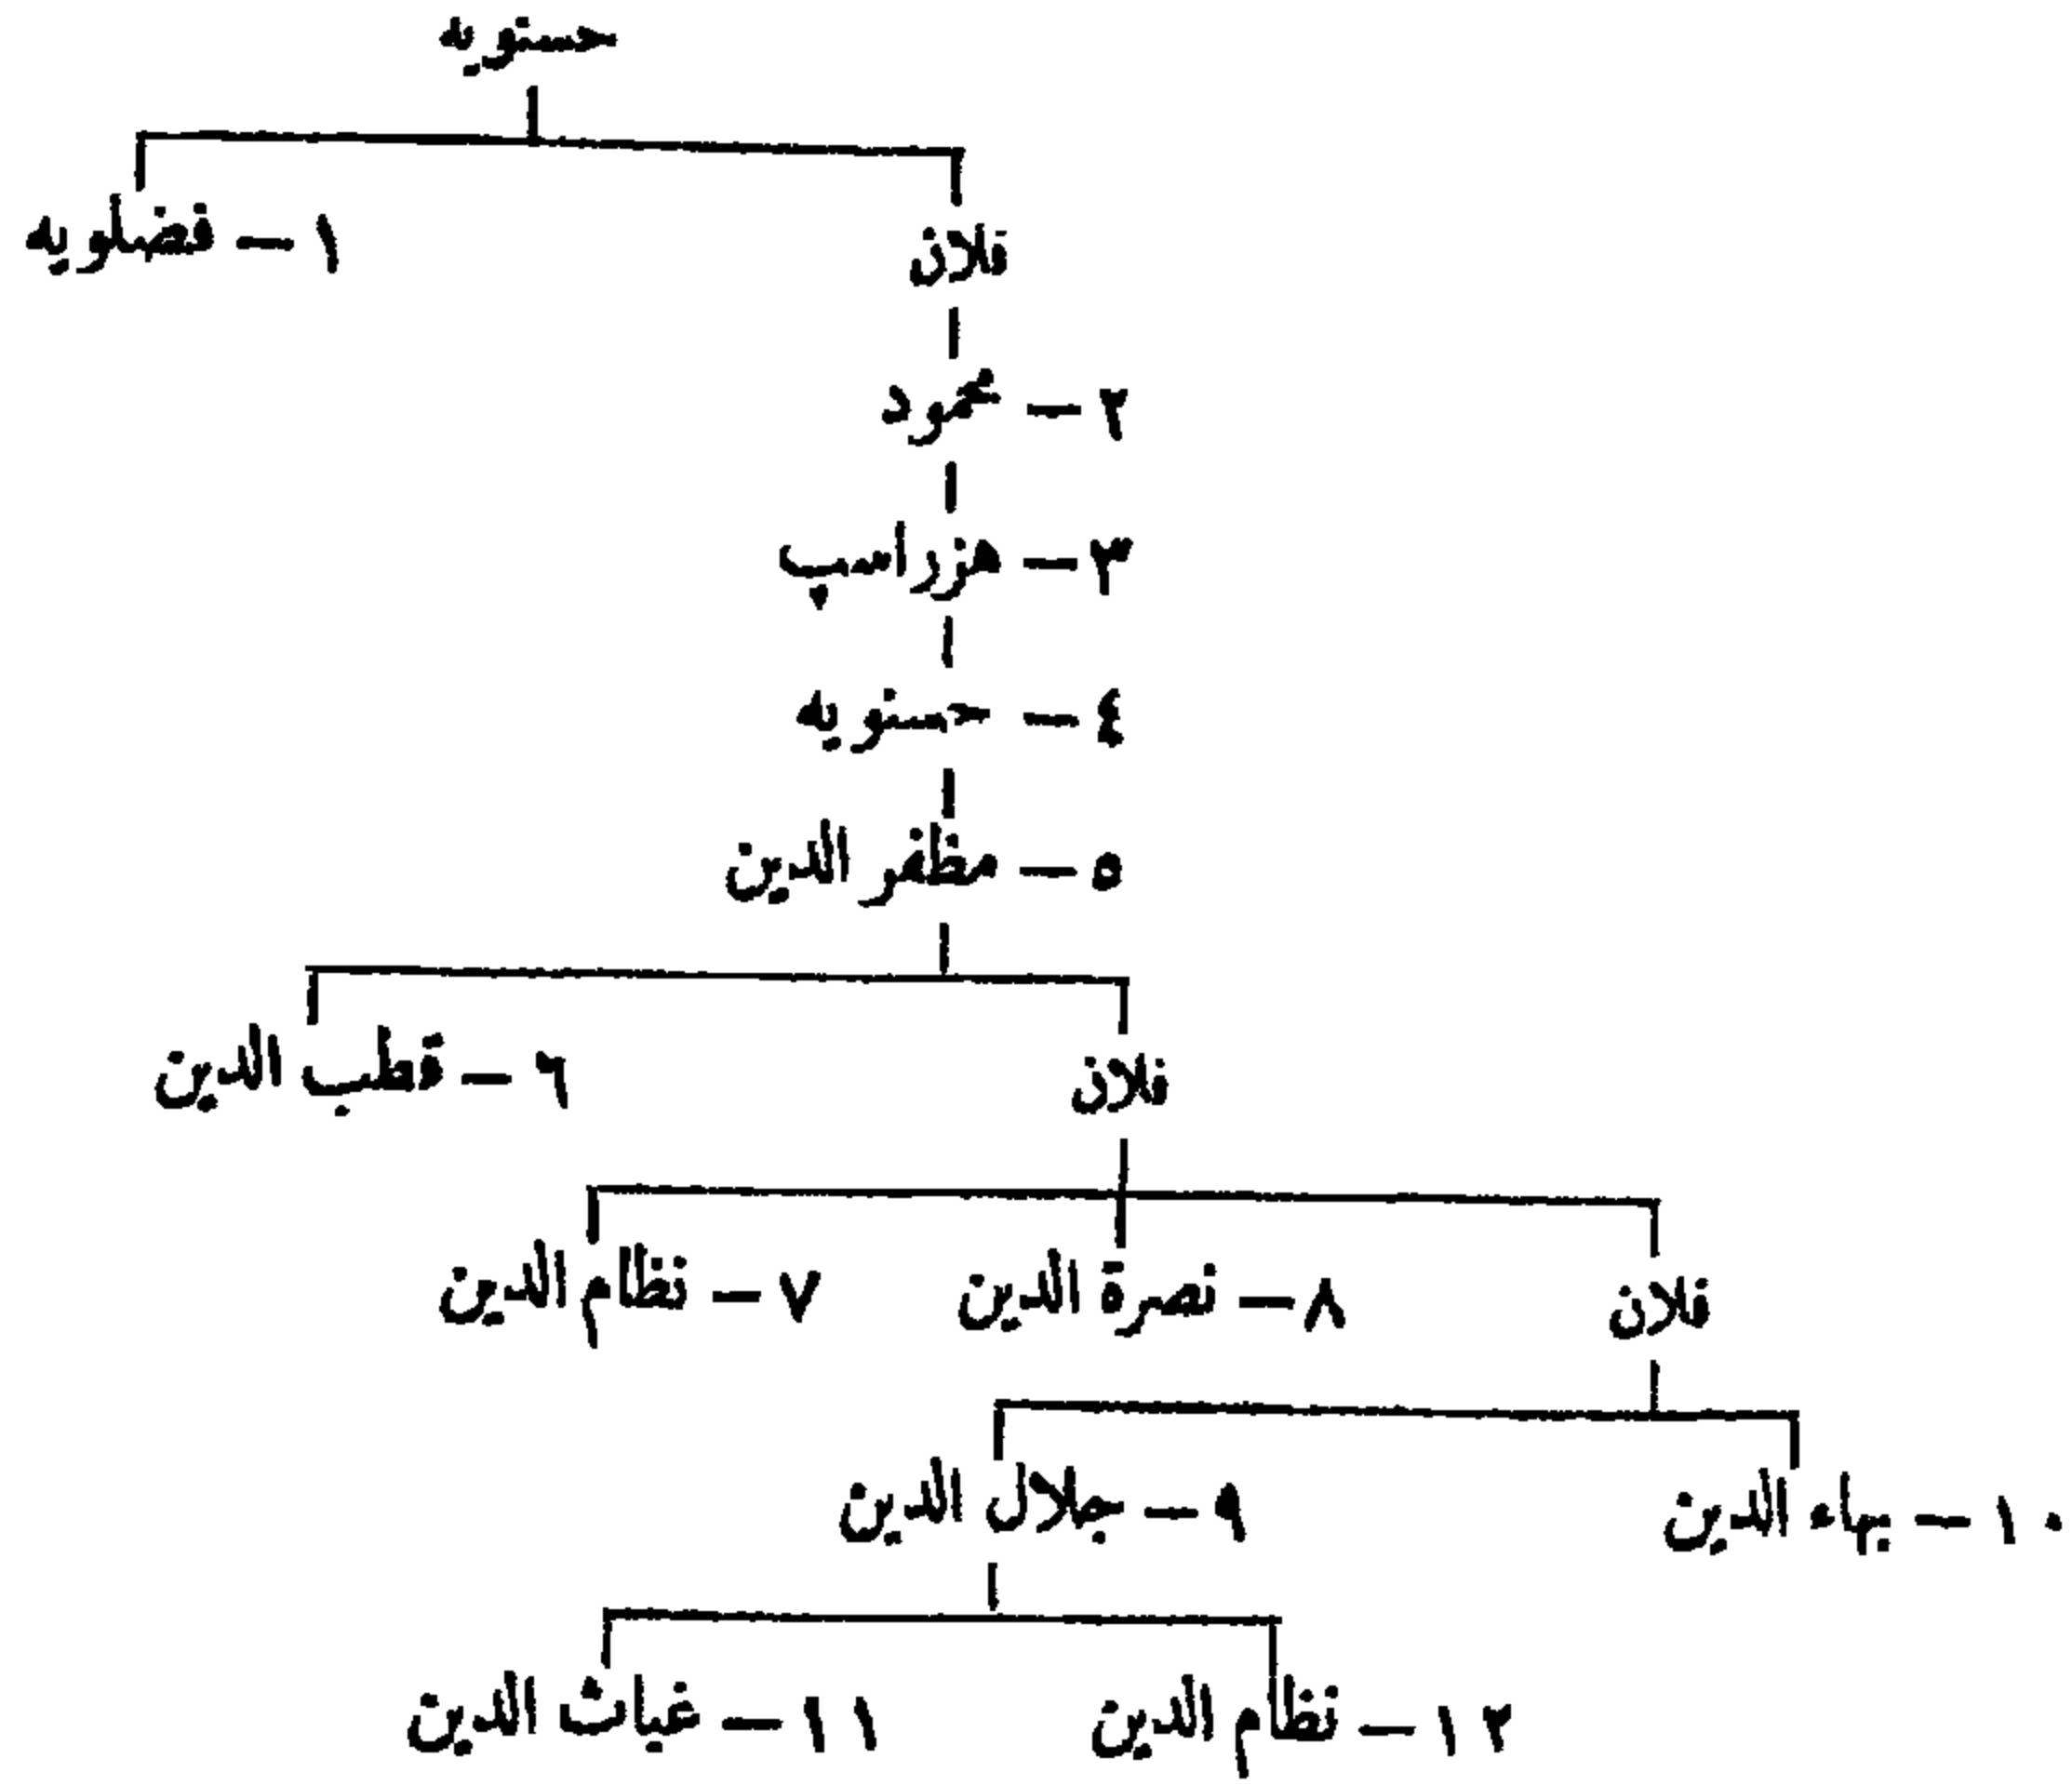 حسنويه
١ – فضلويه
فلان
٢ – محمود
٣ – هزراسپ
٤ – حسنويه
٥ – مظفر الدين
٦ – قطب الدين
فلان
٧ – نظام الدين
٨ – نصرة الدين
فلان
٩ – جلال الدين
١٠ – بهاء الدين
١١ – غياث الدين
١٢ – نظام الدين